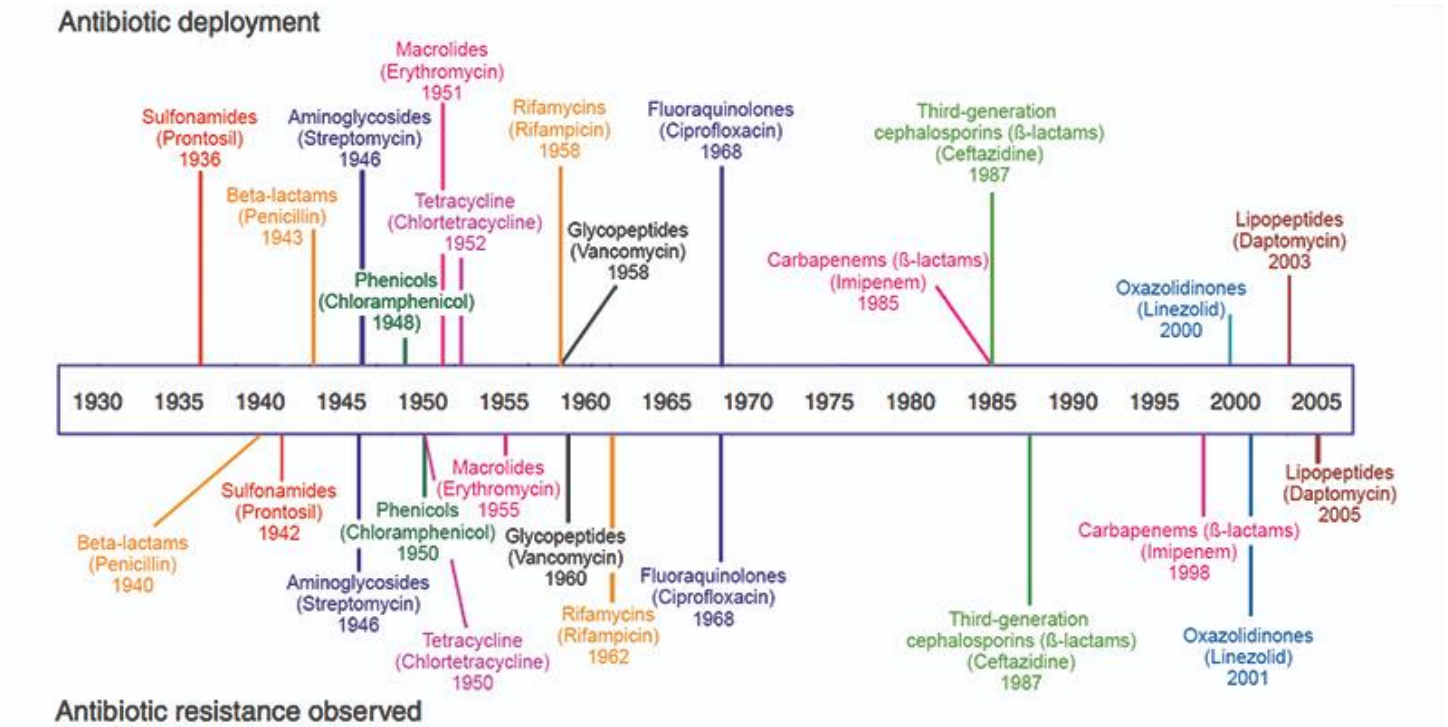 Antibiotic deployment
Macrolides
(Erythromycin)
1951
Sulfonamides
(Prontosil)
1936
Aminoglycosides
(Streptomycin)
1946
Rifamycins
(Rifampicin)
1958
Fluoraquinolones
(Ciprofloxacin)
1968
Third-generation
cephalosporins (ß-lactams)
(Ceftazidine)
1987
Beta-lactams
(Penicillin)
1943
Tetracycline
(Chlortetracycline)
1952
Glycopeptides
(Vancomycin)
1958
Lipopeptides
(Daptomycin)
2003
Phenicols
(Chloramphenicol)
1948)
Carbapenems (ß-lactams)
(Imipenem)
1985
Oxazolidinones
(Linezolid)
2000
1930 1935 1940 1945 1950 1955 1960 1965 1970 1975 1980 1985 1990 1995 2000 2005
Beta-lactams
(Penicillin)
1940
Sulfonamides
(Prontosil)
1942
Aminoglycosides
(Streptomycin)
1946
Phenicols
(Chloramphenicol)
1950
Macrolides
(Erythromycin)
1955
Tetracycline
(Chlortetracycline)
1950
Glycopeptides
(Vancomycin)
1960
Rifamycins
(Rifampicin)
1962
Fluoraquinolones
(Ciprofloxacin)
1968
Third-generation
cephalosporins (ß-lactams)
(Ceftazidine)
1987
Carbapenems (ß-lactams)
(Imipenem)
1998
Oxazolidinones
(Linezolid)
2001
Lipopeptides
(Daptomycin)
2005
Antibiotic resistance observed